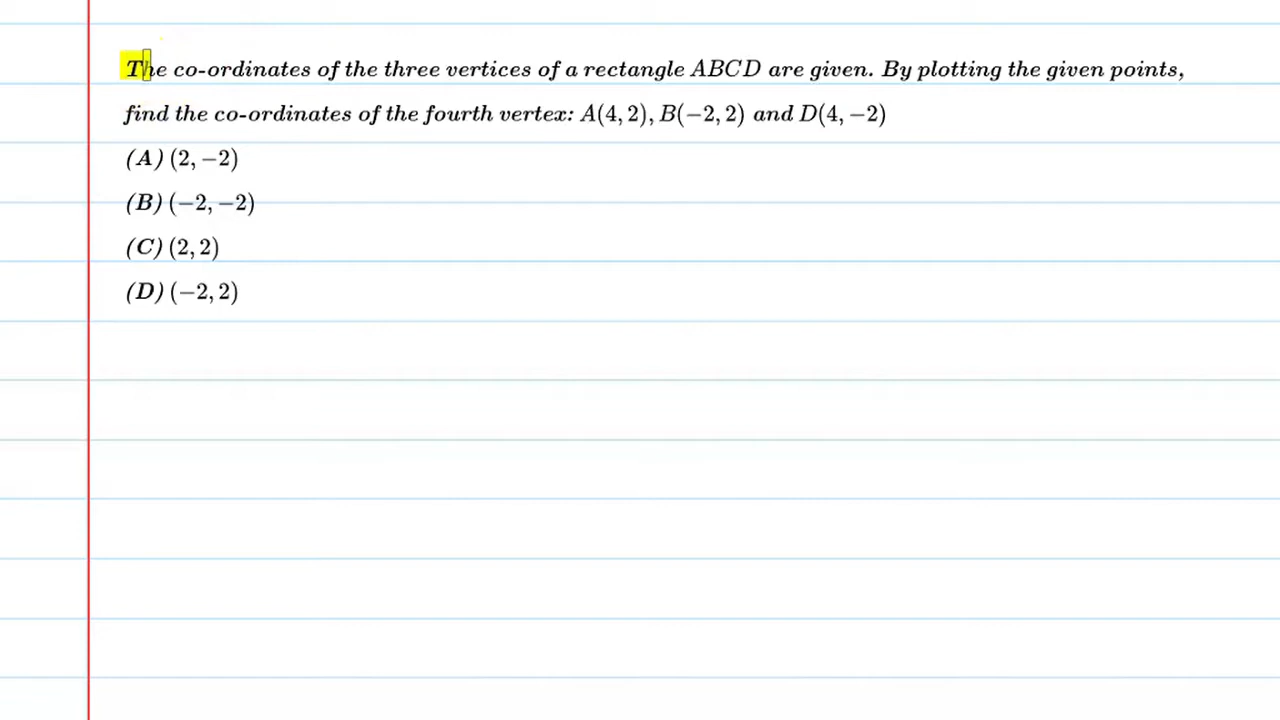 The co-ordinates of the three vertices of a rectangle ABCD are given. By plotting the given points,
find the co-ordinates of the fourth vertex: A(4, 2), B(−2, 2) and D(4, −2)
(A) (2, −2)
(B) (−2, −2)
(C) (2, 2)
(D) (−2, 2)